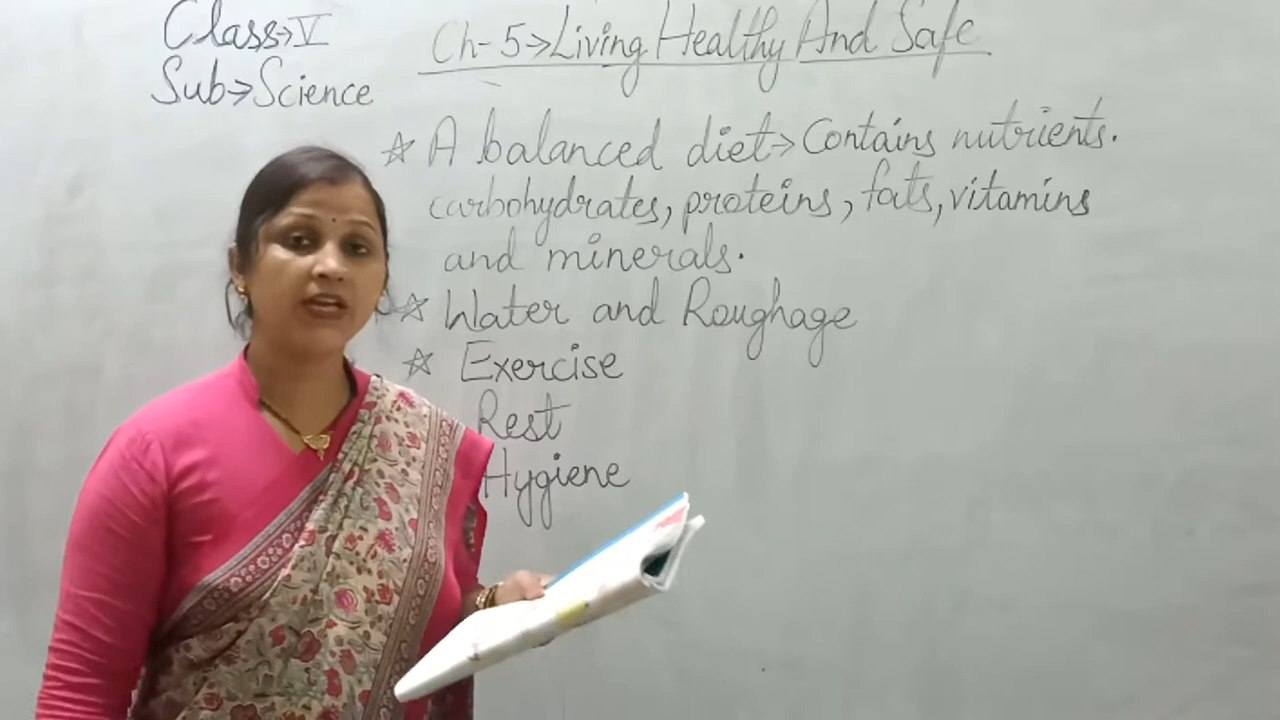 Class→V
Sub→Science
Ch-5→Living Healthy And Safe
☆ A balanced diet→Contains nutrients.
carbohydrates, proteins, fats, vitamins
and minerals.
☆ Water and Roughage
☆ Exercise
Rest
Hygiene